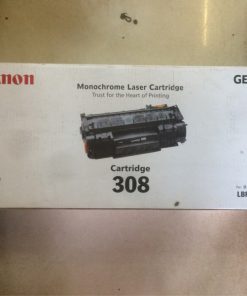 anon
Monochrome Laser Cartridge
Trust for the Heart of Printing
GE
Cartridge
308
LB